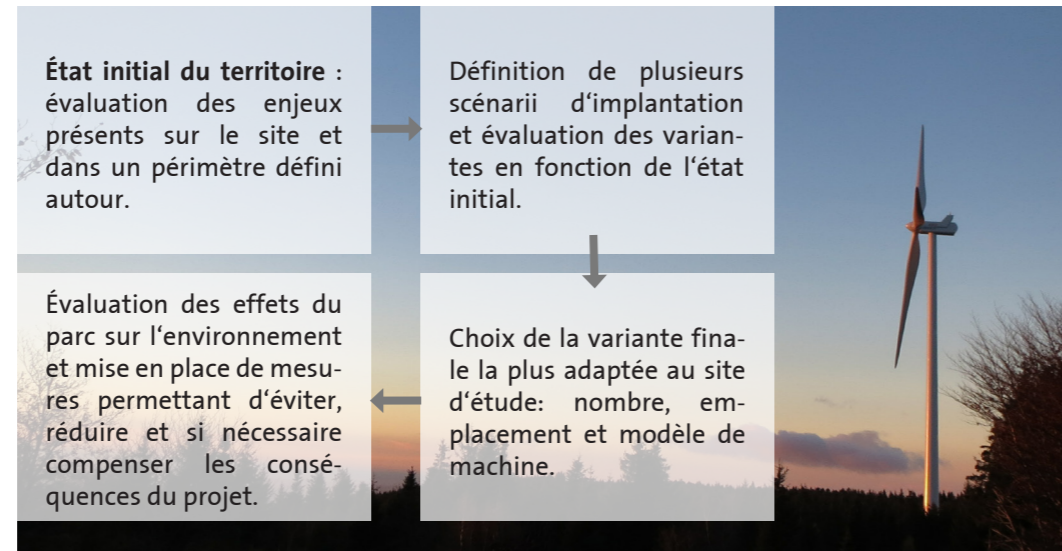 État initial du territoire :
évaluation des enjeux
présents sur le site et
dans un périmètre défini
autour.
Définition de plusieurs
scénarii d‘implantation
et évaluation des varian-
tes en fonction de l‘état
initial.
Choix de la variante fina-
le la plus adaptée au site
d‘étude: nombre, em-
placement et modèle de
machine.
Évaluation des effets du
parc sur l‘environnement
et mise en place de mesu-
res permettant d‘éviter,
réduire et si nécessaire
compenser les consé-
quences du projet.